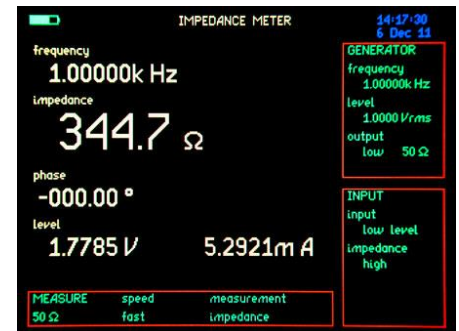 IMPEDANCE METER
14:17:30
6 Dec 11
frequency
1.00000k Hz
impedance
344.7 Ω
phase
-000.00 °
level
1.7785 V 5.2921m A
GENERATOR
frequency
1.00000k Hz
level
1.0000 Vrms
output
low 50 Ω
INPUT
input
low level
impedance
high
MEASURE speed measurement
50 Ω fast impedance